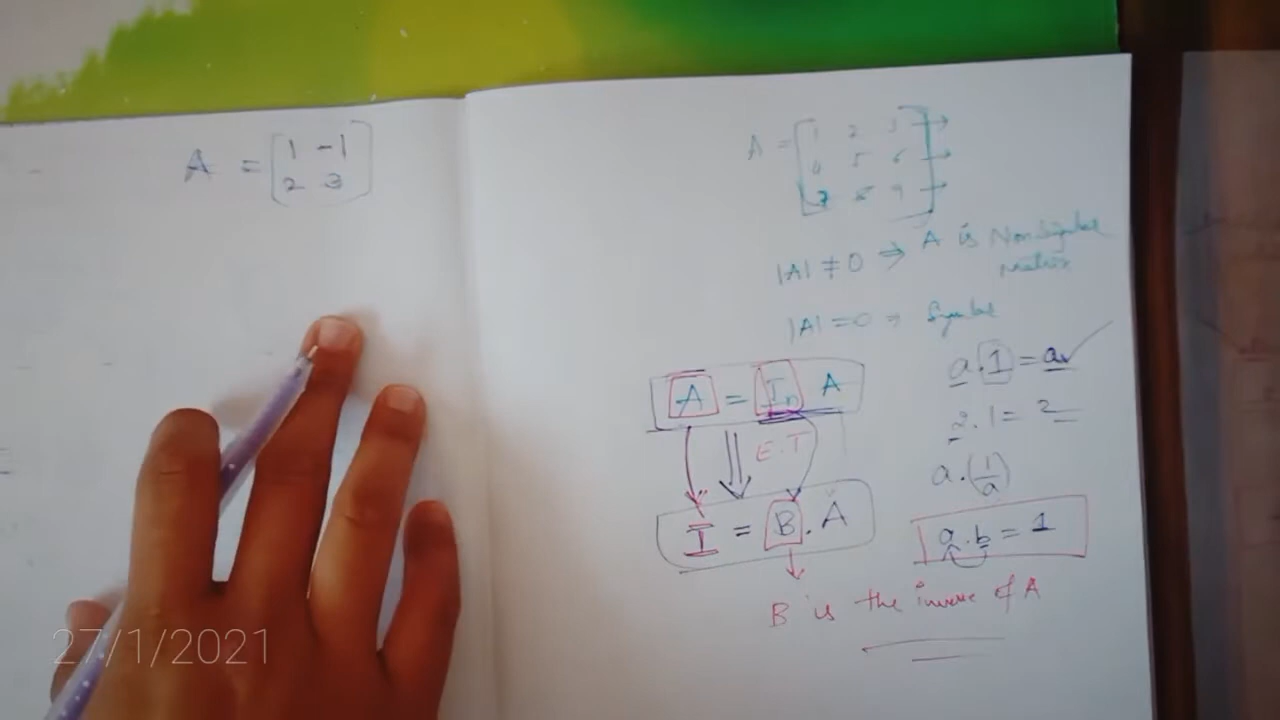 A = [1 -1
2 3]
A = [1 2 3
4 5 6
7 8 9]
|A| ≠ 0 ⇒ A is Non Singular
matrix
|A| = 0 ⇒
a.1 = a ✓
2.1 = 2
a.(1/a)
a.b = 1
A = In A
E.T
I = B.A
B is the inverse of A
27/1/2021